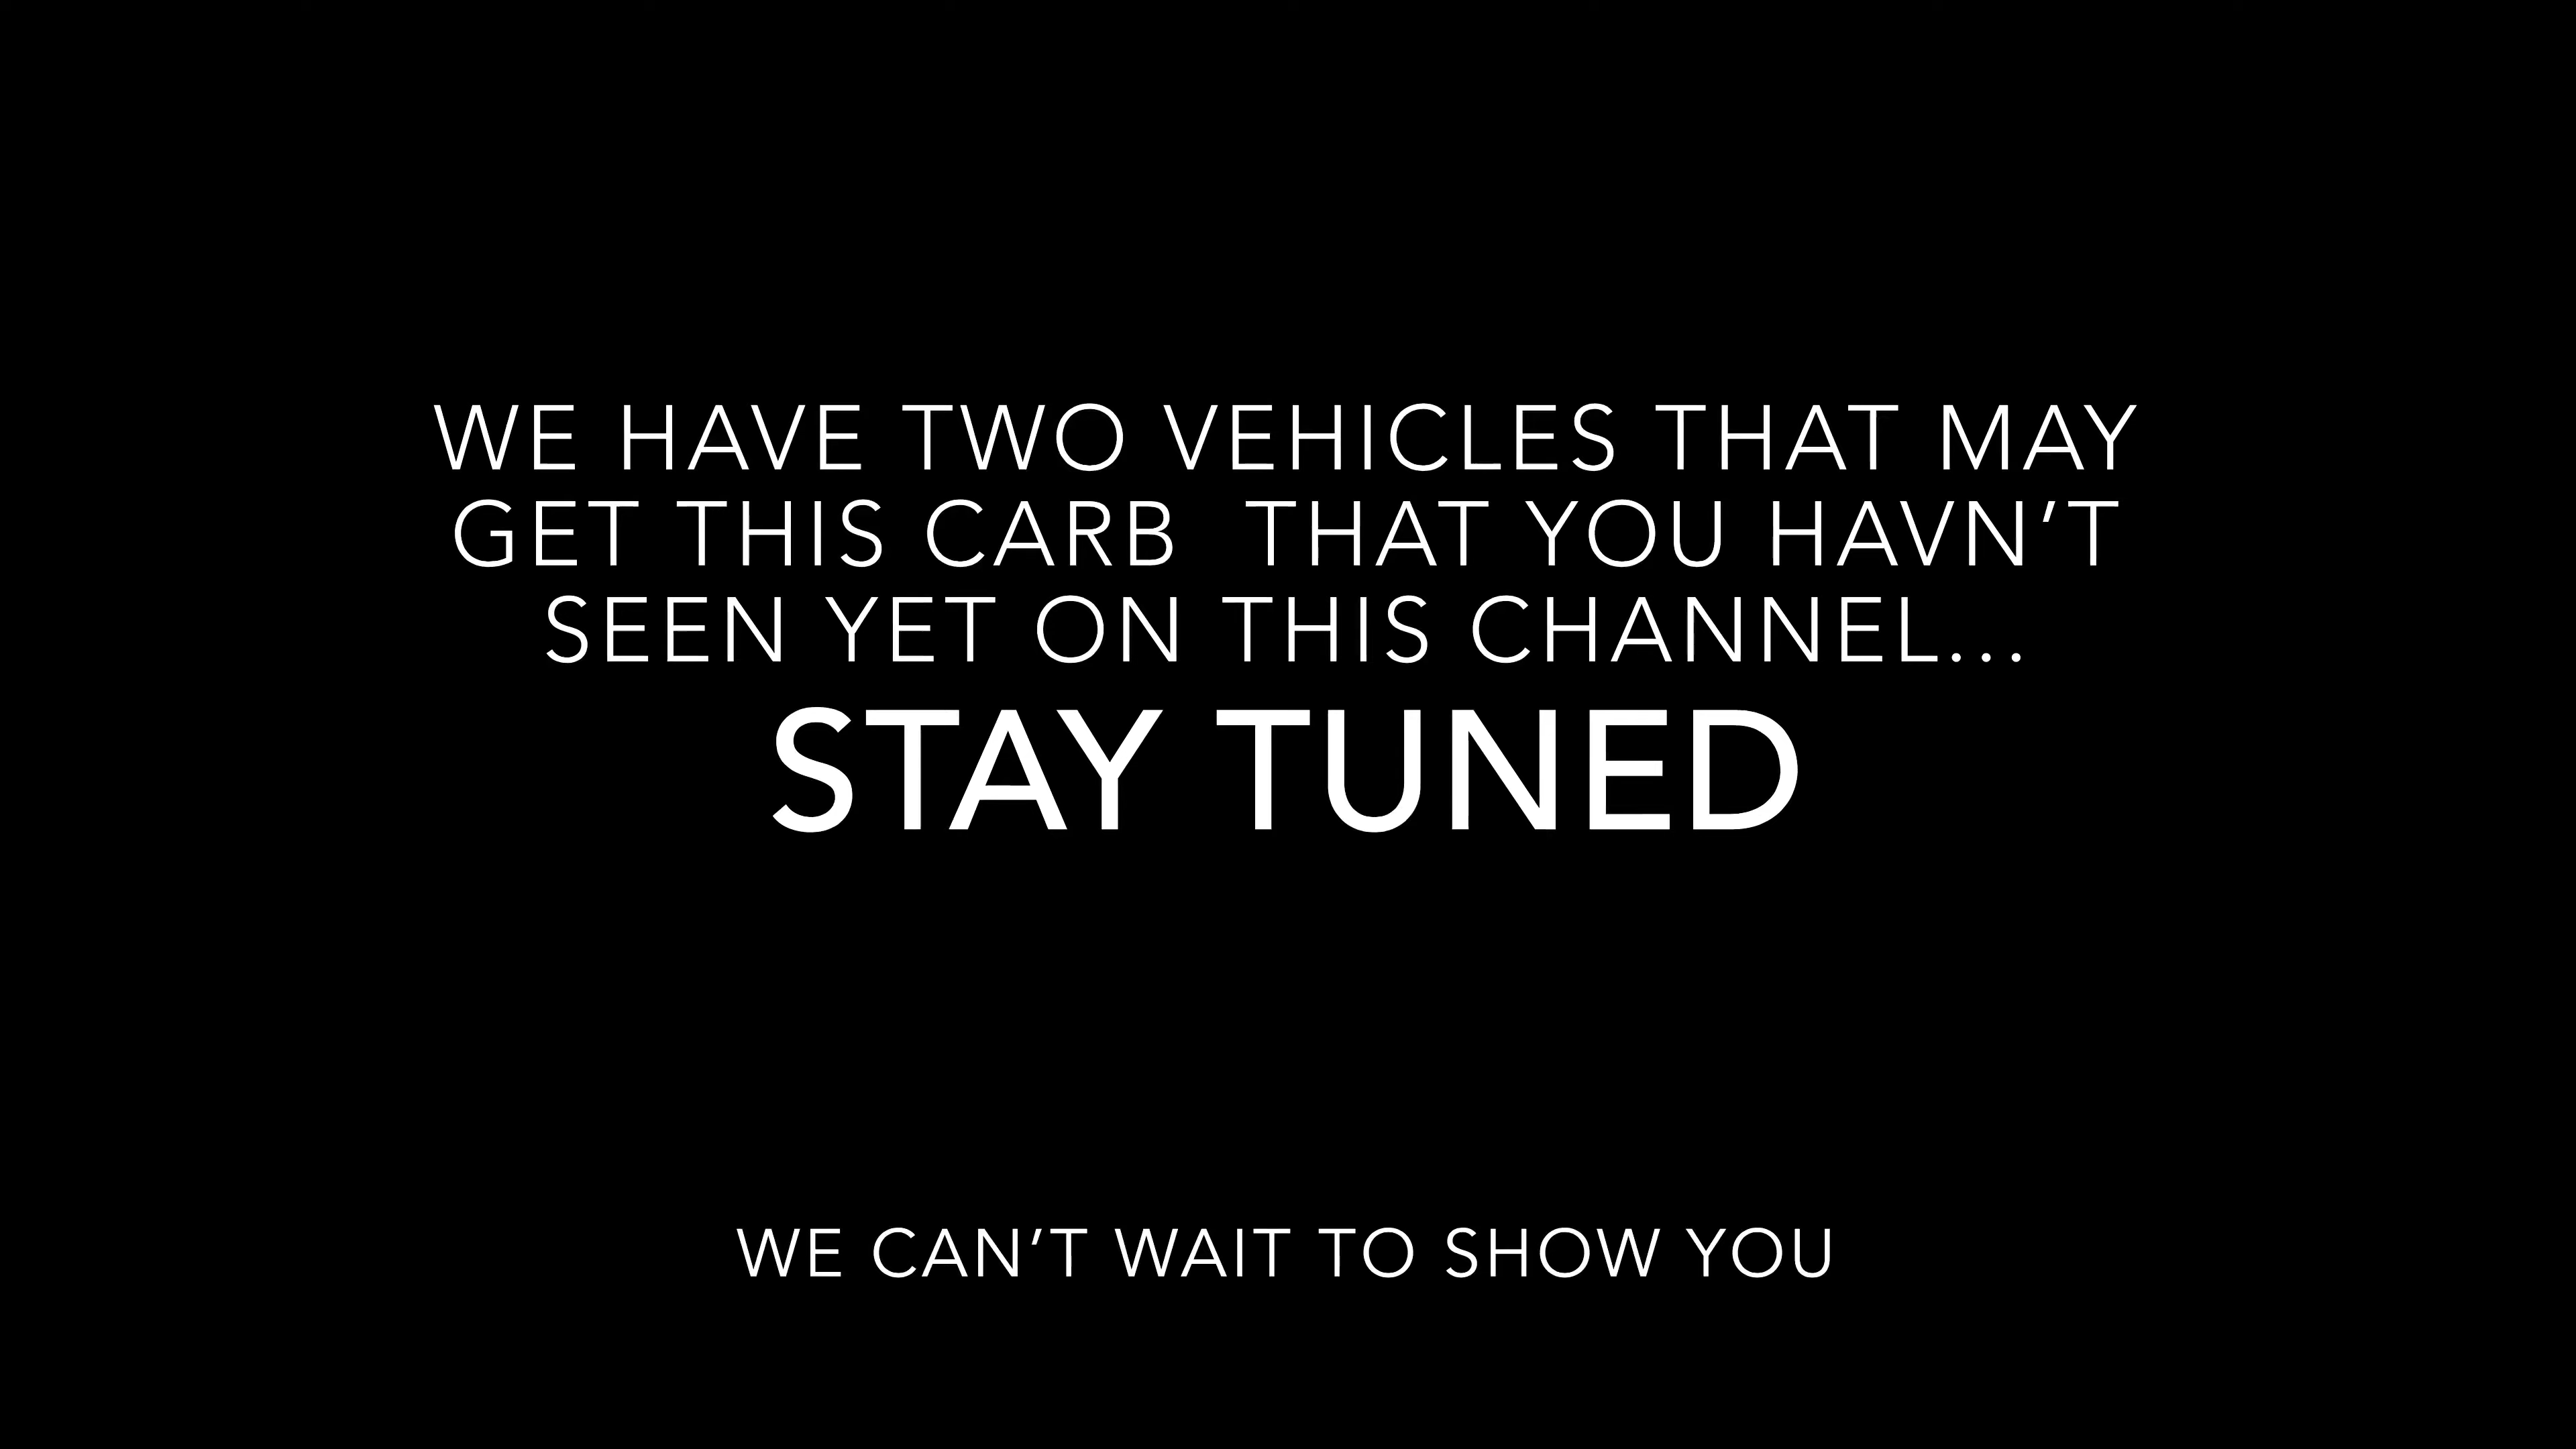 WE HAVE TWO VEHICLES THAT MAY
GET THIS CARB  THAT YOU HAVN’T
SEEN YET ON THIS CHANNEL...
STAY TUNED
WE CAN’T WAIT TO SHOW YOU